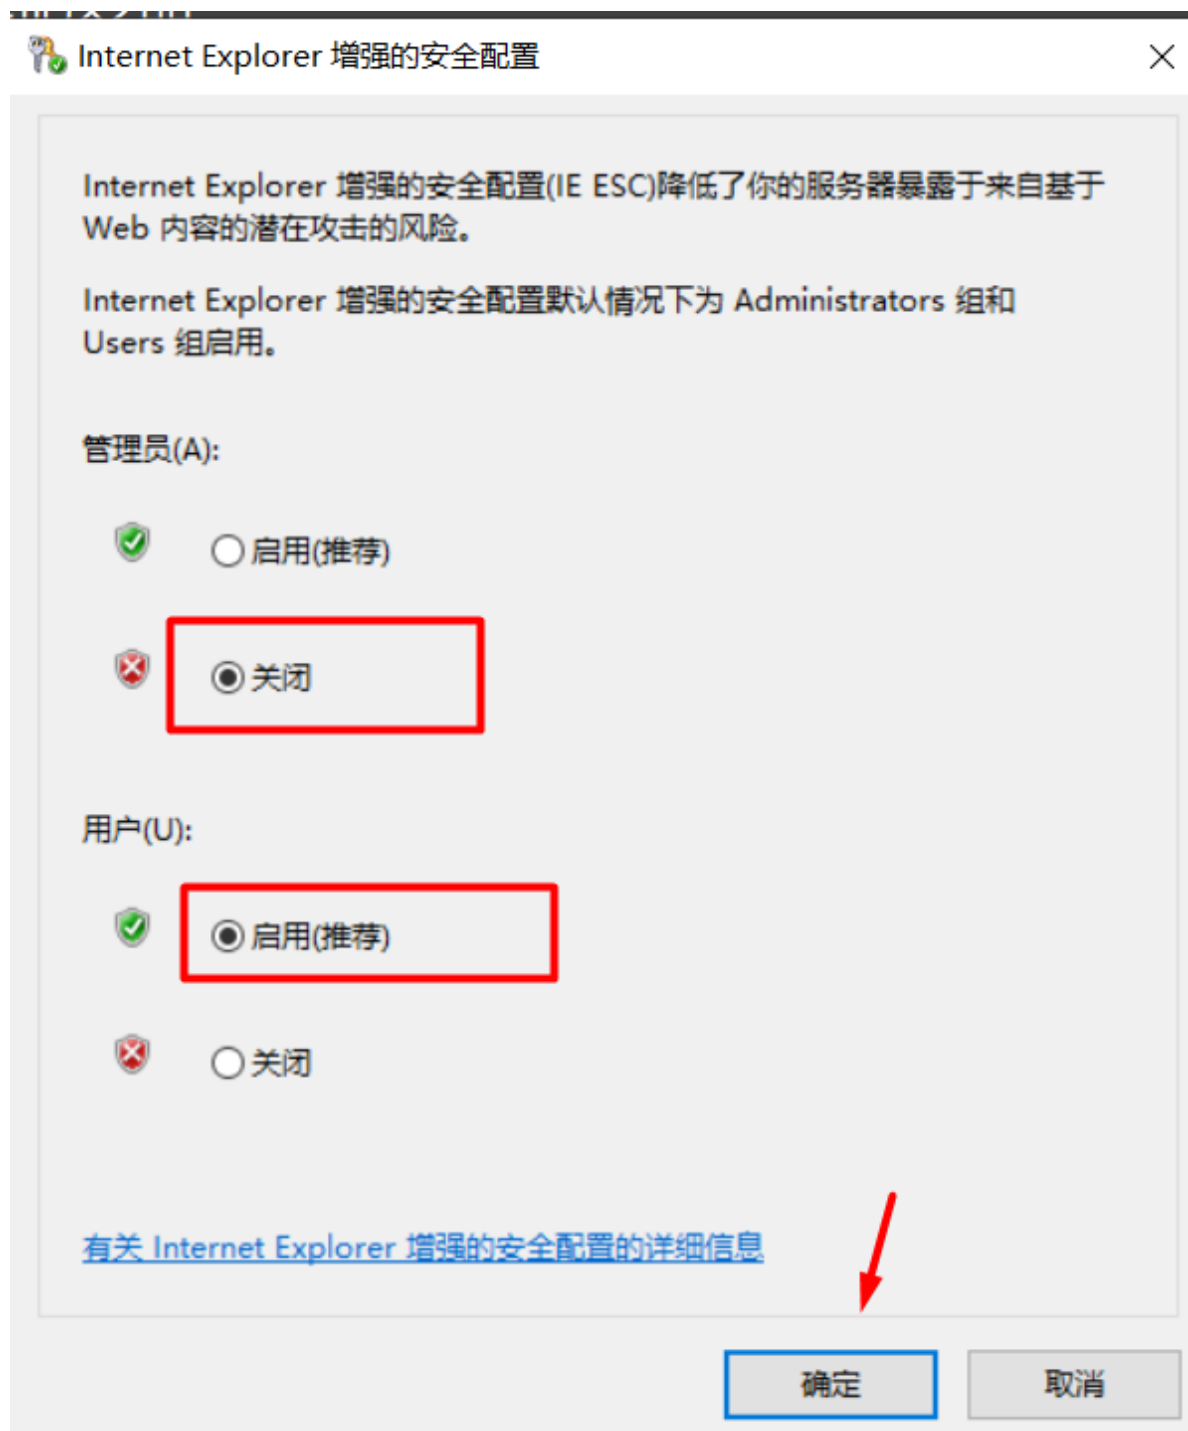 Internet Explorer 增强的安全配置
Internet Explorer 增强的安全配置(IE ESC)降低了你的服务器暴露于来自基于
Web 内容的潜在攻击的风险。
Internet Explorer 增强的安全配置默认情况下为 Administrators 组和
Users 组启用。
管理员(A):
启用(推荐)
关闭
用户(U):
启用(推荐)
关闭
有关 Internet Explorer 增强的安全配置的详细信息
确定
取消